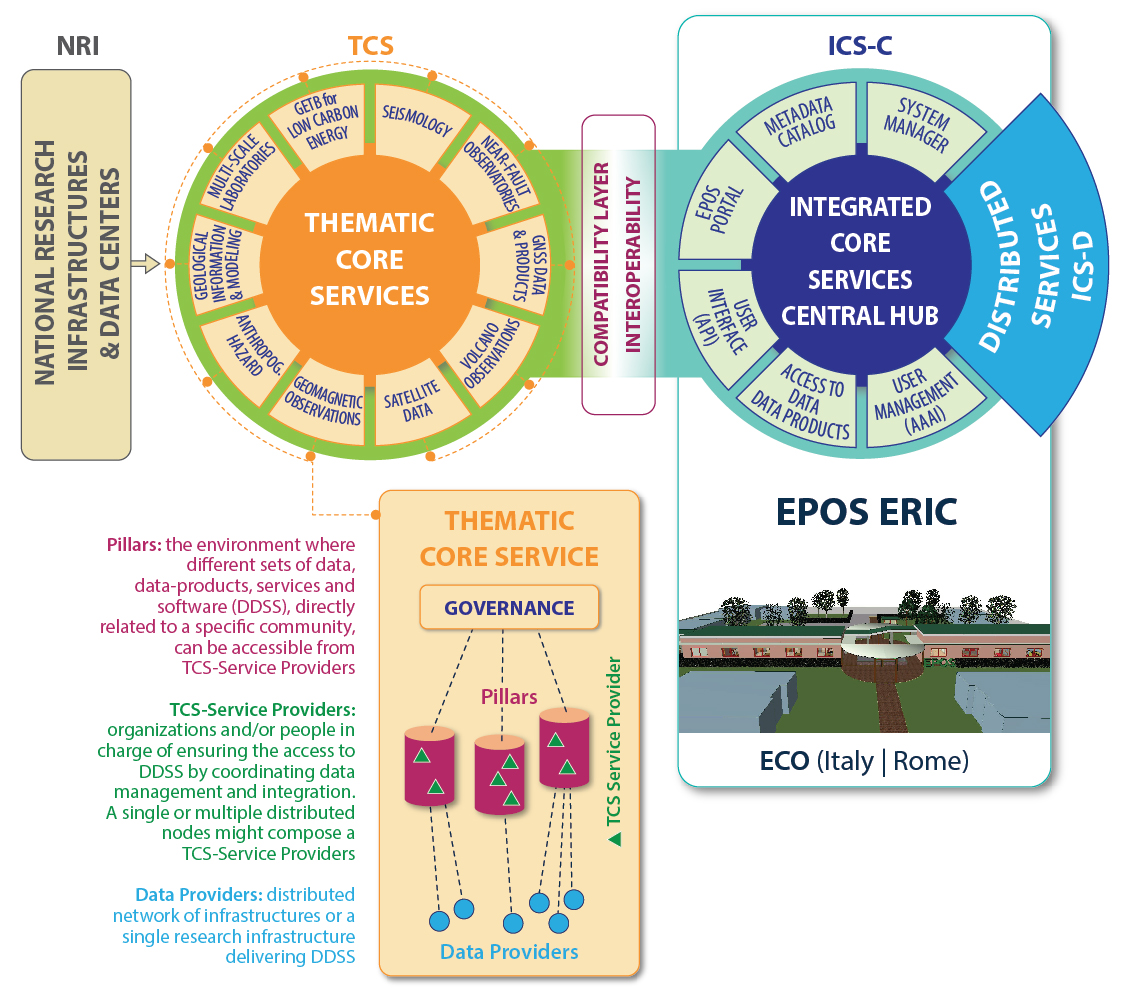 NRI
NATIONAL RESEARCH
INFRASTRUCTURES
& DATA CENTERS
TCS
GETB for
LOW CARBON
ENERGY
SEISMOLOGY
NEAR-FAULT
OBSERVATORIES
GNSS DATA
& PRODUCTS
VOLCANO
OBSERVATIONS
SATELLITE
DATA
GEOMAGNETIC
OBSERVATIONS
ANTHROPOG.
HAZARD
GEOLOGICAL
INFORMATION
& MODELING
MULTI-SCALE
LABORATORIES
THEMATIC
CORE
SERVICES
COMPATIBILITY LAYER
INTEROPERABILITY
ICS-C
METADATA
CATALOG
SYSTEM
MANAGER
EPOS
PORTAL
USER
INTERFACE
(API)
ACCESS TO
DATA
DATA PRODUCTS
USER
MANAGEMENT
(AAAI)
INTEGRATED
CORE
SERVICES
CENTRAL HUB
DISTRIBUTED
SERVICES
ICS-D
EPOS ERIC
ECO (Italy | Rome)
THEMATIC
CORE SERVICE
GOVERNANCE
Pillars
TCS Service Provider
Data Providers
Pillars: the environment where
different sets of data,
data-products, services and
software (DDSS), directly
related to a specific community,
can be accessible from
TCS-Service Providers
TCS-Service Providers:
organizations and/or people in
charge of ensuring the access to
DDSS by coordinating data
management and integration.
A single or multiple distributed
nodes might compose a
TCS-Service Providers
Data Providers: distributed
network of infrastructures or a
single research infrastructure
delivering DDSS